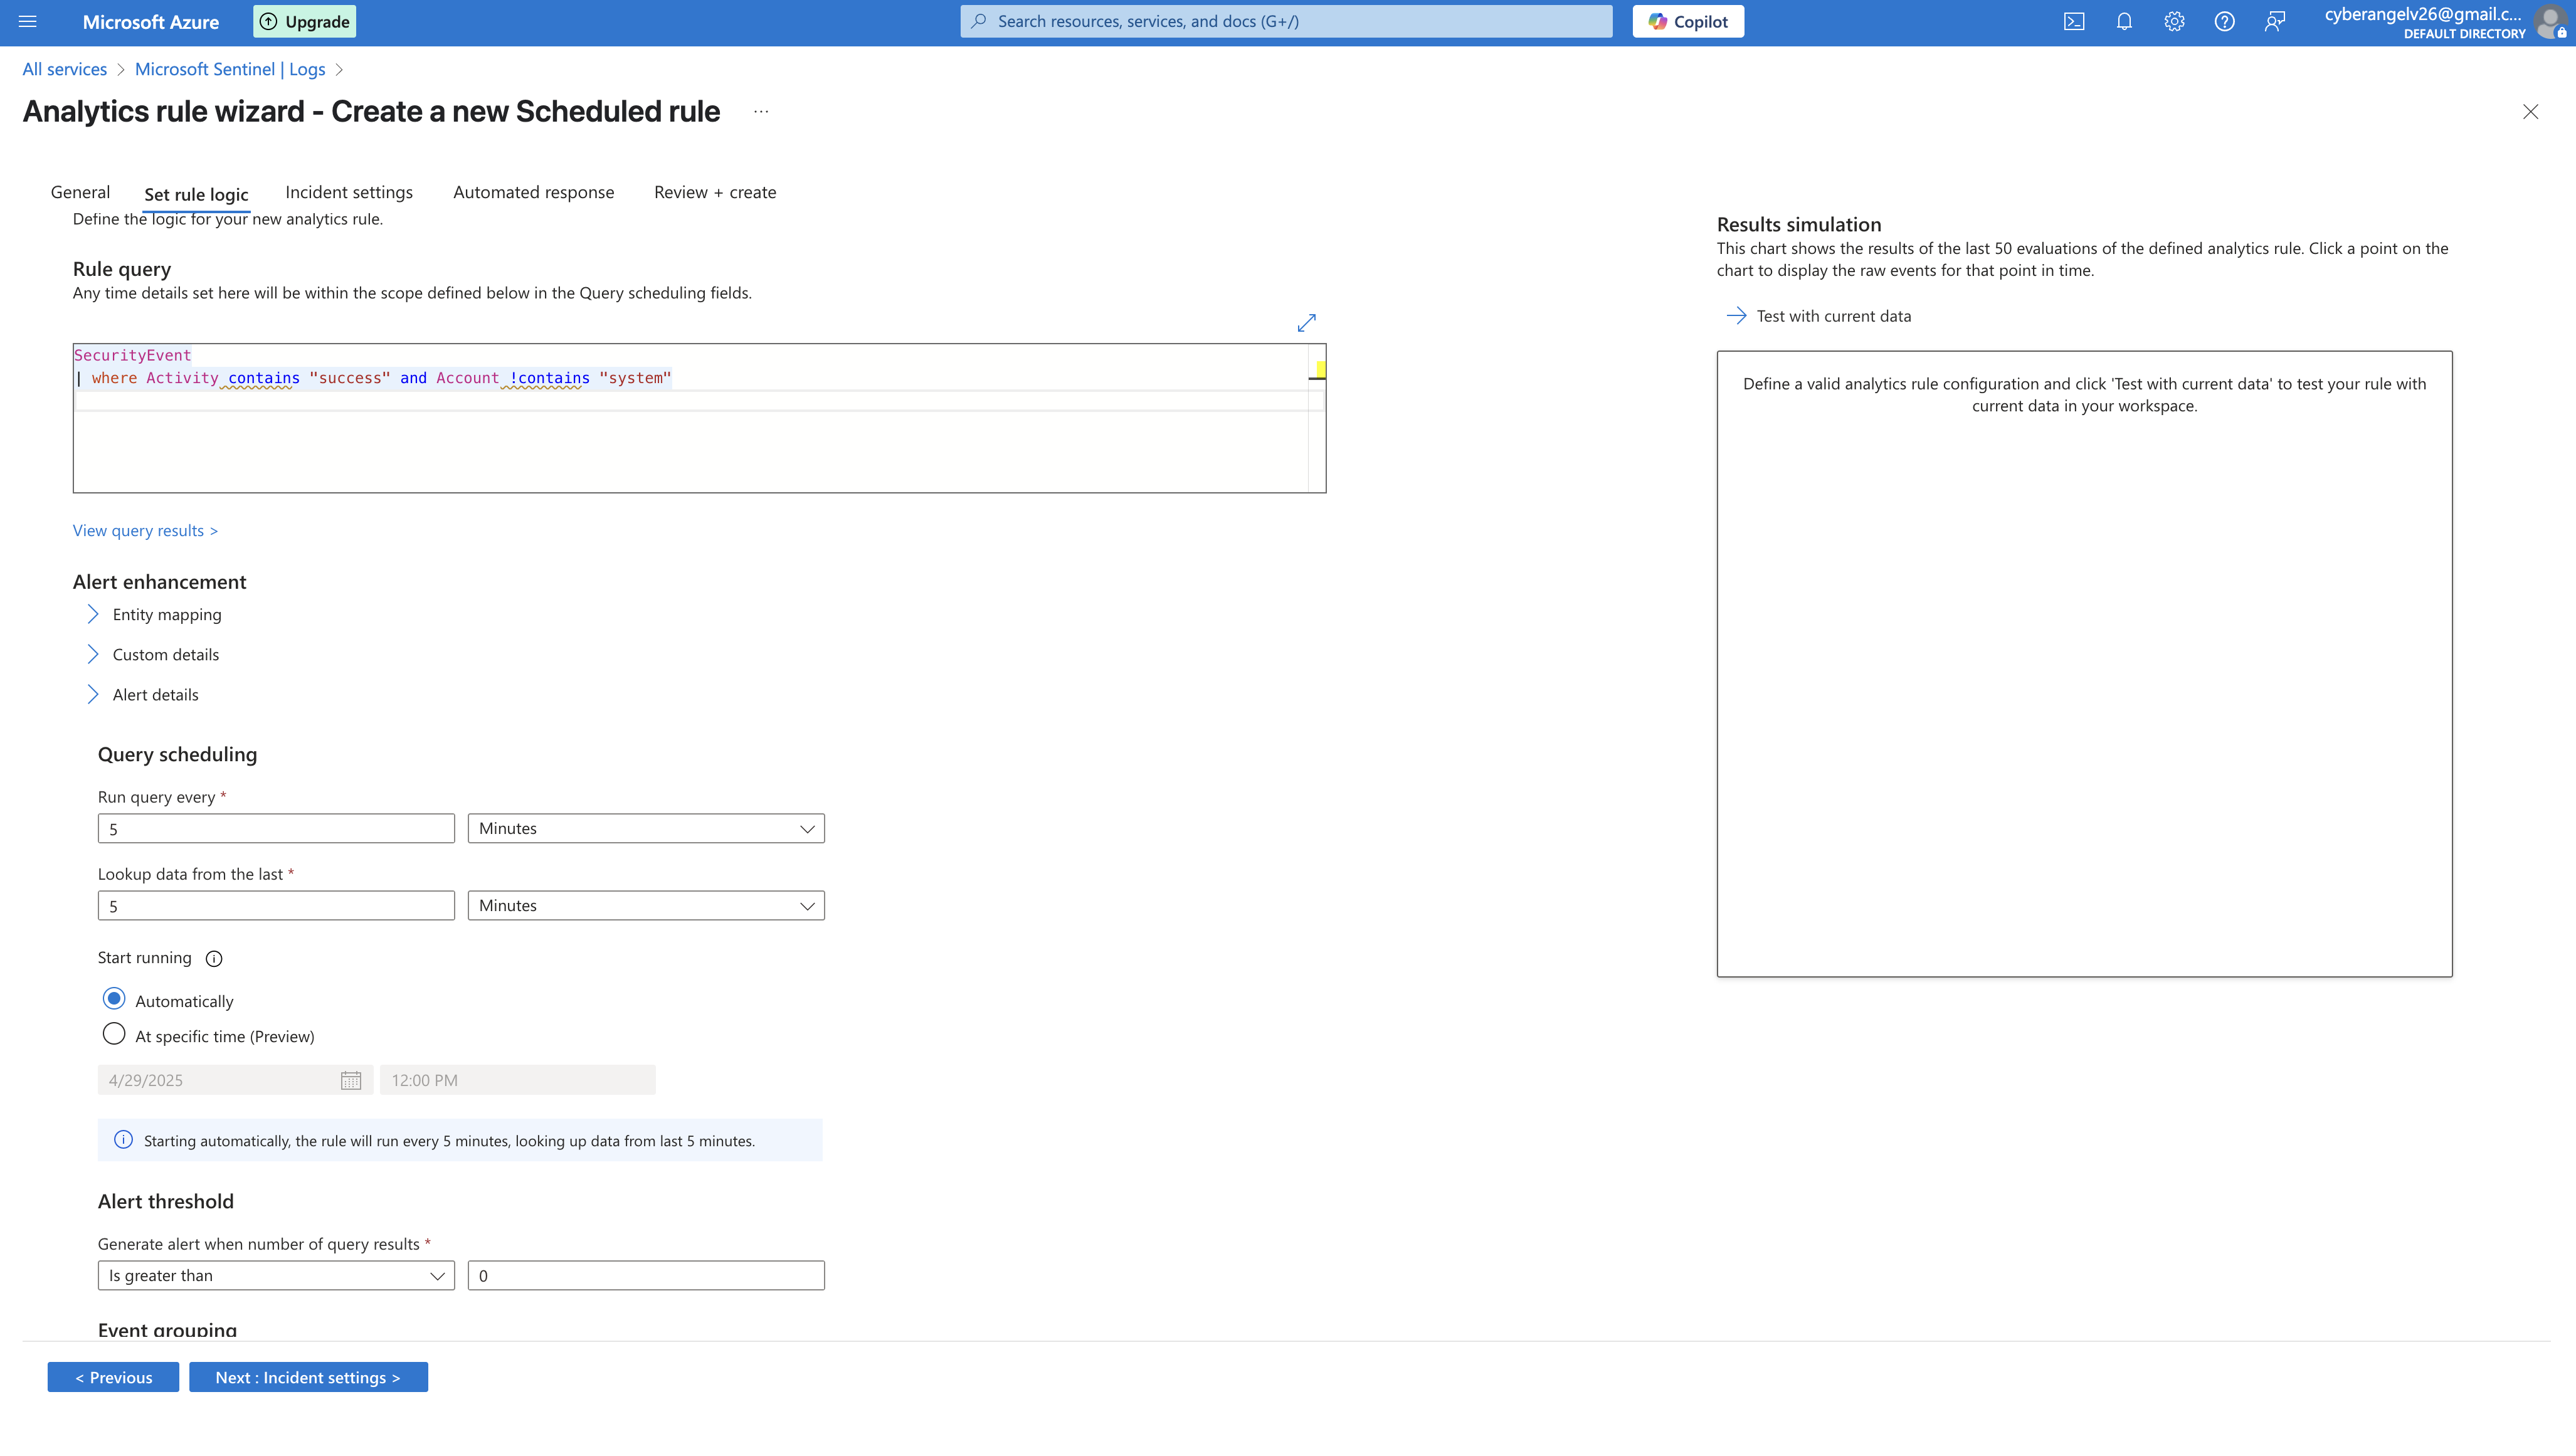 Microsoft Azure
Upgrade
Search resources, services, and docs (G+/)
Copilot
cyberangelv26@gmail.c...
DEFAULT DIRECTORY
All services > Microsoft Sentinel | Logs >
Analytics rule wizard - Create a new Scheduled rule ...
General
Set rule logic
Incident settings
Automated response
Review + create
Define the logic for your new analytics rule.
Rule query
Any time details set here will be within the scope defined below in the Query scheduling fields.
SecurityEvent
| where Activity contains "success" and Account !contains "system"
View query results >
Alert enhancement
Entity mapping
Custom details
Alert details
Query scheduling
Run query every *
5
Minutes
Lookup data from the last *
5
Minutes
Start running
Automatically
At specific time (Preview)
4/29/2025
12:00 PM
Starting automatically, the rule will run every 5 minutes, looking up data from last 5 minutes.
Alert threshold
Generate alert when number of query results *
Is greater than
0
Event grouping
< Previous
Next : Incident settings >
Results simulation
This chart shows the results of the last 50 evaluations of the defined analytics rule. Click a point on the
chart to display the raw events for that point in time.
Test with current data
Define a valid analytics rule configuration and click 'Test with current data' to test your rule with
current data in your workspace.